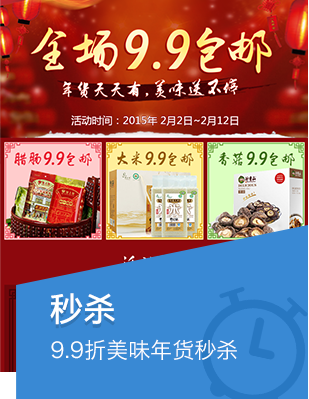 全场9.9包邮
年货天天有,美味送不停
活动时间：2015年 2月2日~2月12日
腊肠9.9包邮
大米9.9包邮
香菇9.9包邮
秒杀
9.9折美味年货秒杀